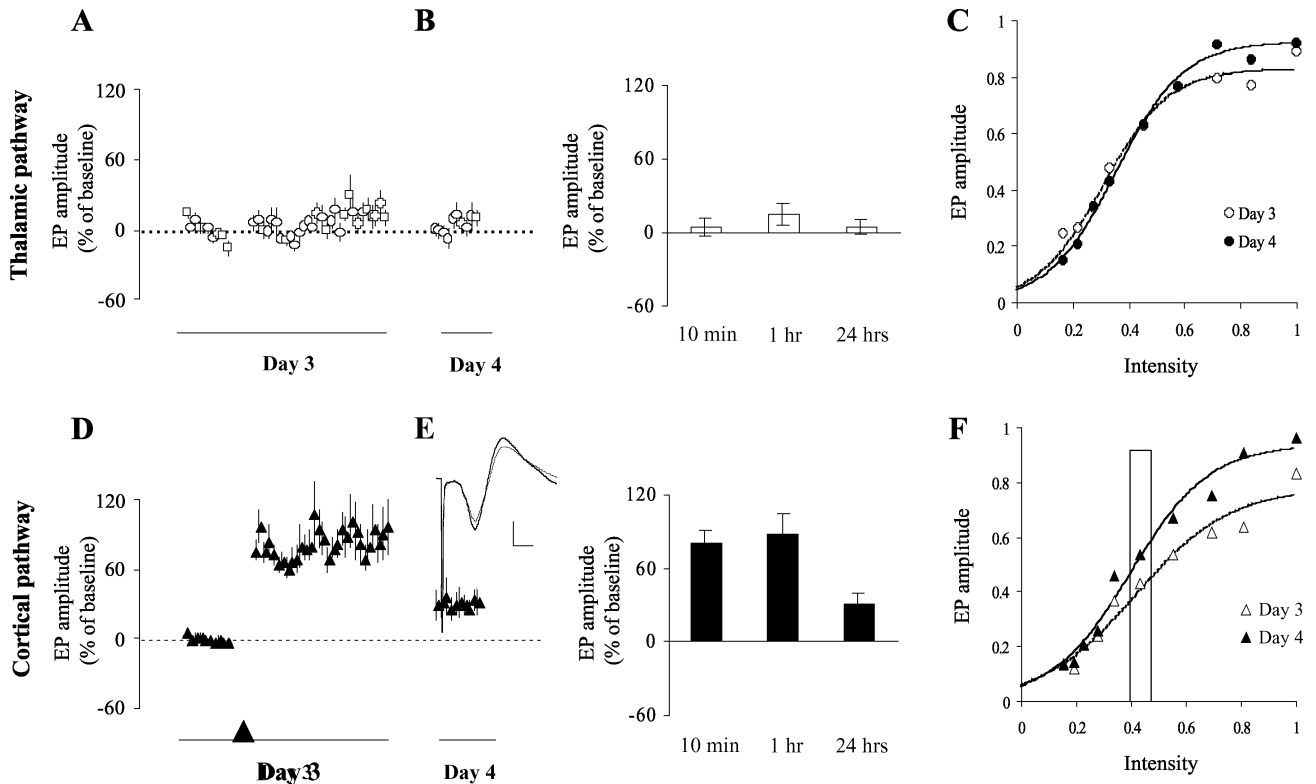 A
B
C
Thalamic pathway
EP amplitude
(% of baseline)
120
60
0
-60
Day 3
Day 4
EP amplitude
(% of baseline)
120
60
0
-60
10 min
1 hr
24 hrs
EP amplitude
1
0.8
0.6
0.4
0.2
0
0
0.2
0.4
0.6
0.8
1
Intensity
Day 3
Day 4
D
E
F
Cortical pathway
EP amplitude
(% of baseline)
120
60
0
-60
Day 3
Day 4
EP amplitude
(% of baseline)
120
60
0
-60
10 min
1 hr
24 hrs
EP amplitude
1
0.8
0.6
0.4
0.2
0
0
0.2
0.4
0.6
0.8
1
Intensity
Day 3
Day 4